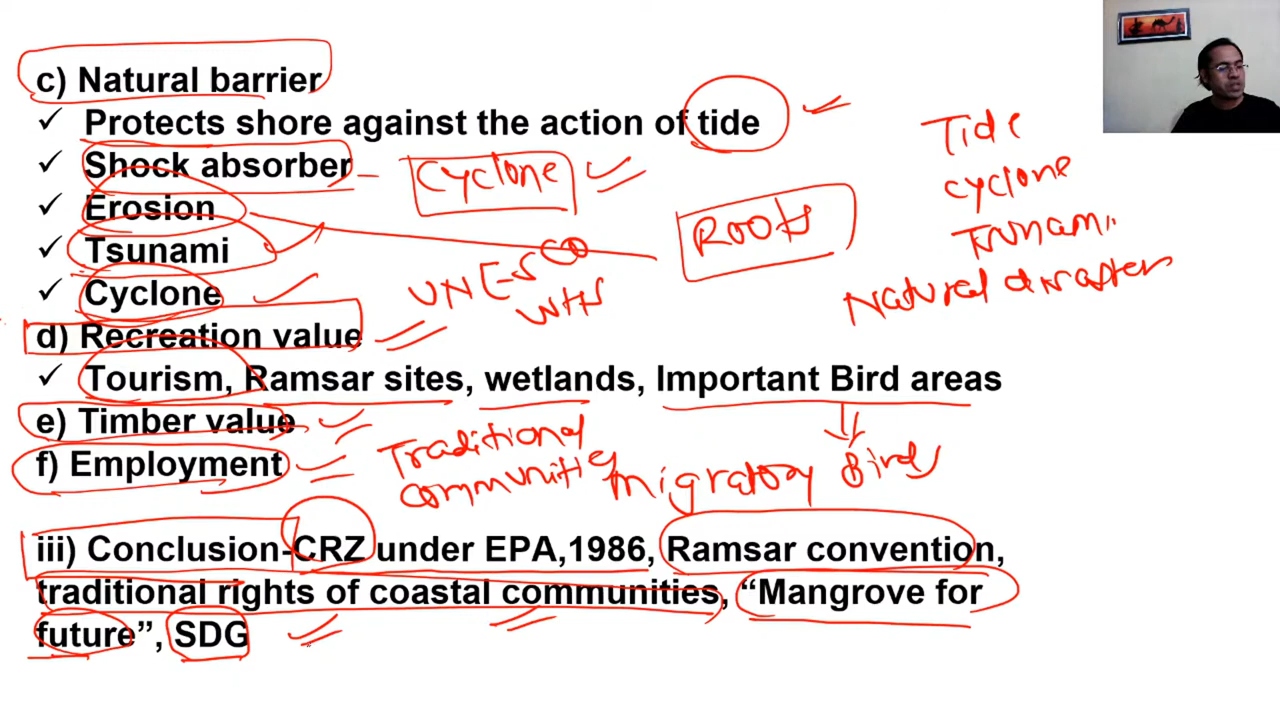 c) Natural barrier
✓ Protects shore against the action of tide
Tide
✓ Shock absorber
Cyclone
cyclone
✓ Erosion
Roots
✓ Tsunami
Tsunami
✓ Cyclone
UNESCO
WHS
Natural disaster
d) Recreation value
✓ Tourism, Ramsar sites, wetlands, Important Bird areas
e) Timber value
f) Employment
Traditional
communities
migratory Birds
iii) Conclusion-CRZ under EPA,1986, Ramsar convention,
traditional rights of coastal communities, “Mangrove for
future”, SDG